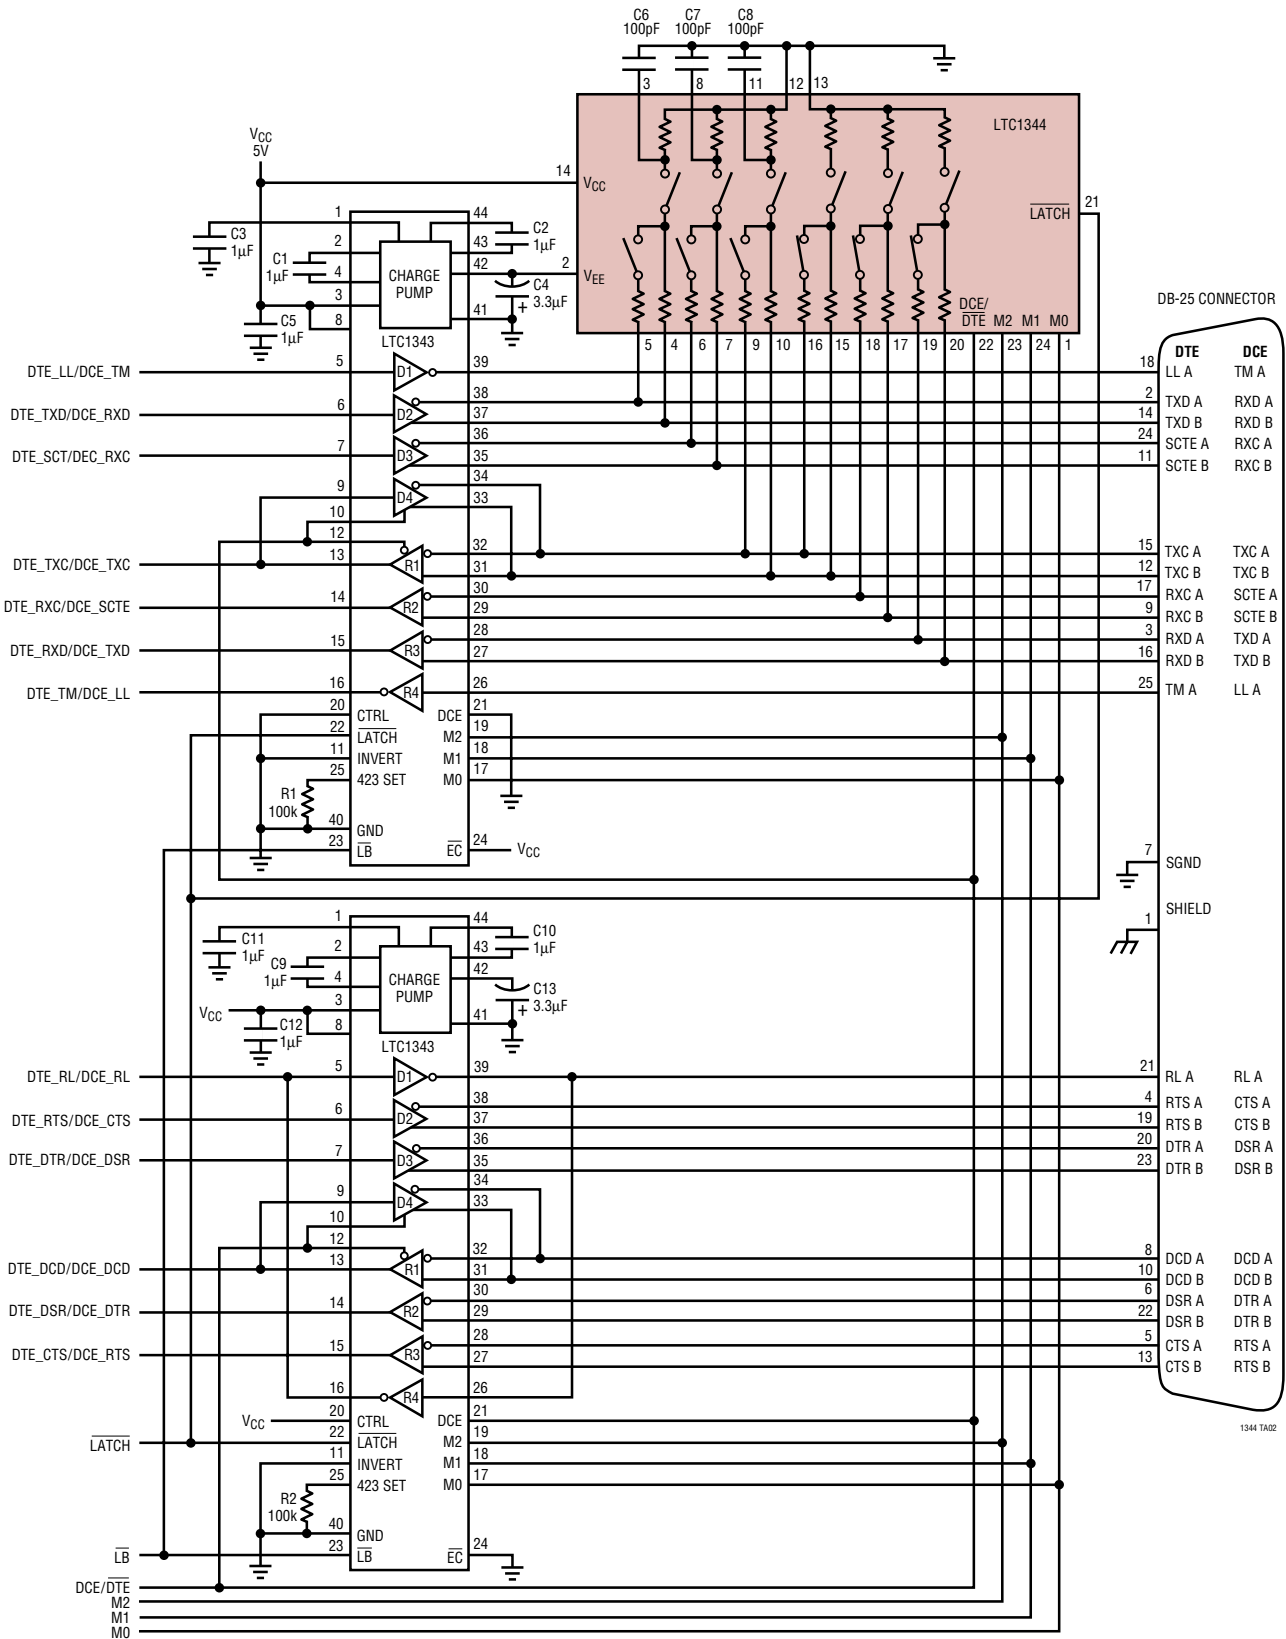 C6
100pF
C7
100pF
C8
100pF
3
8
11
12
13
LTC1344
VCC
5V
14
VCC
21
LATCH
1
44
C3
1µF
C2
1µF
2
43
C1
1µF
CHARGE
PUMP
42
2
VEE
4
C4
3.3µF
+
3
41
8
C5
1µF
LTC1343
DCE/
DTE
M2
M1
M0
5
4
6
7
9
10
16
15
18
17
19
20
22
23
24
1
DB-25 CONNECTOR
DTE
DCE
DTE_LL/DCE_TM
5
D1
39
18
LL A
TM A
DTE_TXD/DCE_RXD
6
D2
38
37
2
TXD A
RXD A
14
TXD B
RXD B
DTE_SCT/DEC_RXC
7
D3
36
35
24
SCTE A
RXC A
11
SCTE B
RXC B
9
D4
34
33
10
12
DTE_TXC/DCE_TXC
13
R1
32
31
15
TXC A
TXC A
12
TXC B
TXC B
DTE_RXC/DCE_SCTE
14
R2
30
29
17
RXC A
SCTE A
9
RXC B
SCTE B
DTE_RXD/DCE_TXD
15
R3
28
27
3
RXD A
TXD A
16
RXD B
TXD B
DTE_TM/DCE_LL
16
R4
26
25
TM A
LL A
20
CTRL
DCE
21
22
LATCH
M2
19
11
INVERT
M1
18
25
423 SET
M0
17
R1
100k
40
GND
23
LB
EC
24
VCC
7
SGND
SHIELD
1
1
44
C11
1µF
C10
1µF
2
43
C9
1µF
CHARGE
PUMP
42
4
C13
3.3µF
+
VCC
3
41
8
C12
1µF
LTC1343
DTE_RL/DCE_RL
5
D1
39
21
RL A
RL A
DTE_RTS/DCE_CTS
6
D2
38
37
4
RTS A
CTS A
19
RTS B
CTS B
DTE_DTR/DCE_DSR
7
D3
36
35
20
DTR A
DSR A
23
DTR B
DSR B
9
D4
34
33
10
12
DTE_DCD/DCE_DCD
13
R1
32
31
8
DCD A
DCD A
10
DCD B
DCD B
DTE_DSR/DCE_DTR
14
R2
30
29
6
DSR A
DTR A
22
DSR B
DTR B
DTE_CTS/DCE_RTS
15
R3
28
27
5
CTS A
RTS A
13
CTS B
RTS B
16
R4
26
VCC
20
CTRL
DCE
21
LATCH
22
LATCH
M2
19
11
INVERT
M1
18
25
423 SET
M0
17
R2
100k
40
GND
LB
23
LB
EC
24
DCE/DTE
M2
M1
M0
1344 TA02